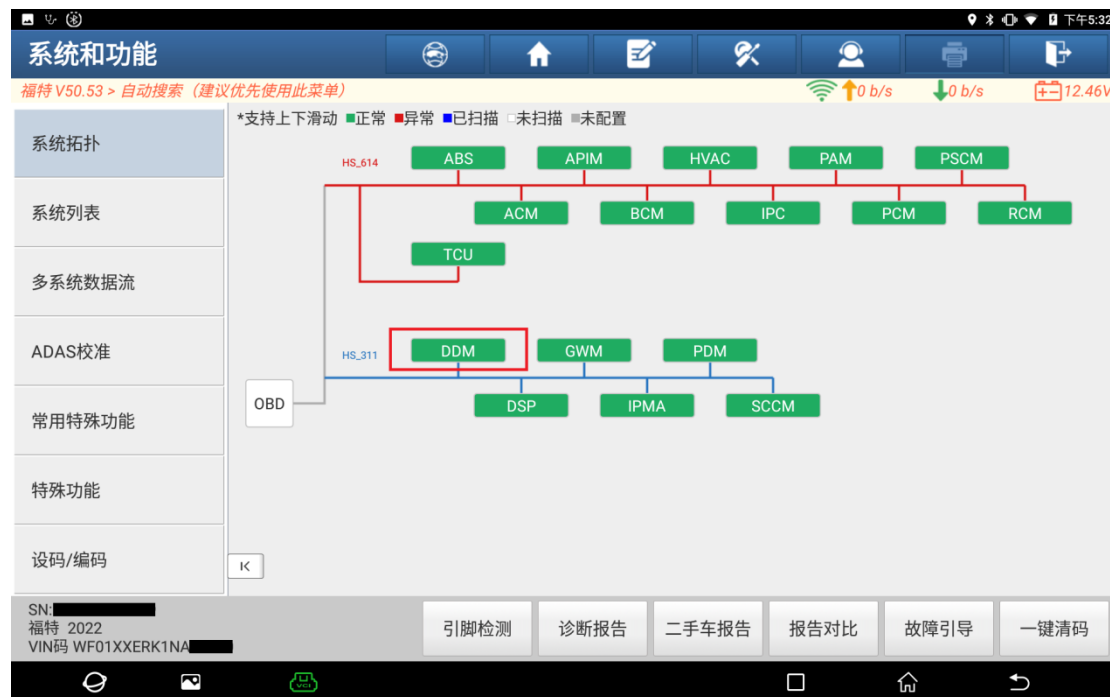 下午5:32
系统和功能
福特 V50.53 > 自动搜索（建议优先使用此菜单）
0 b/s
0 b/s
12.46V
系统拓扑
系统列表
多系统数据流
ADAS校准
常用特殊功能
特殊功能
设码/编码
*支持上下滑动 正常 异常 已扫描 未扫描 未配置
HS_614
ABS APIM HVAC PAM PSCM
ACM BCM IPC PCM RCM
TCU
HS_311
DDM GWM PDM
OBD
DSP IPMA SCCM
SN:
福特 2022
VIN码 WF01XXERK1NA
引脚检测 诊断报告 二手车报告 报告对比 故障引导 一键清码
VCI